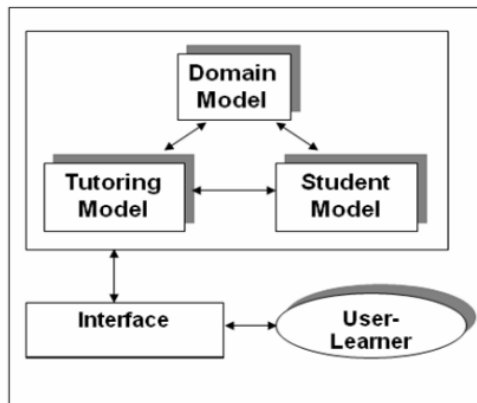 Domain
Model
Tutoring
Model
Student
Model
Interface
User-
Learner